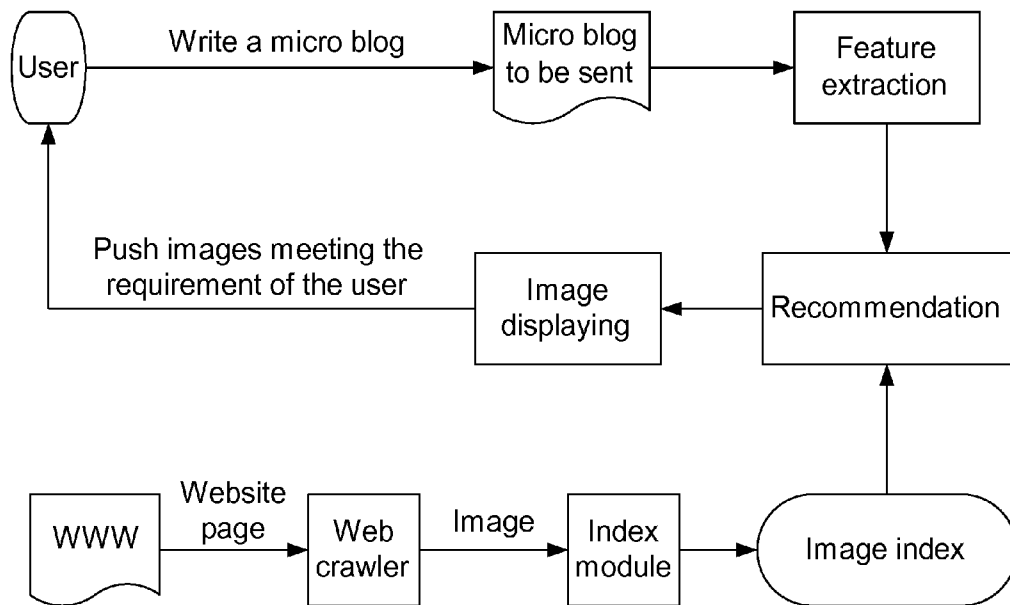 User
Write a micro blog
Micro blog
to be sent
Feature
extraction
Push images meeting the
requirement of the user
Image
displaying
Recommendation
WWW
Website
page
Web
crawler
Image
Index
module
Image index